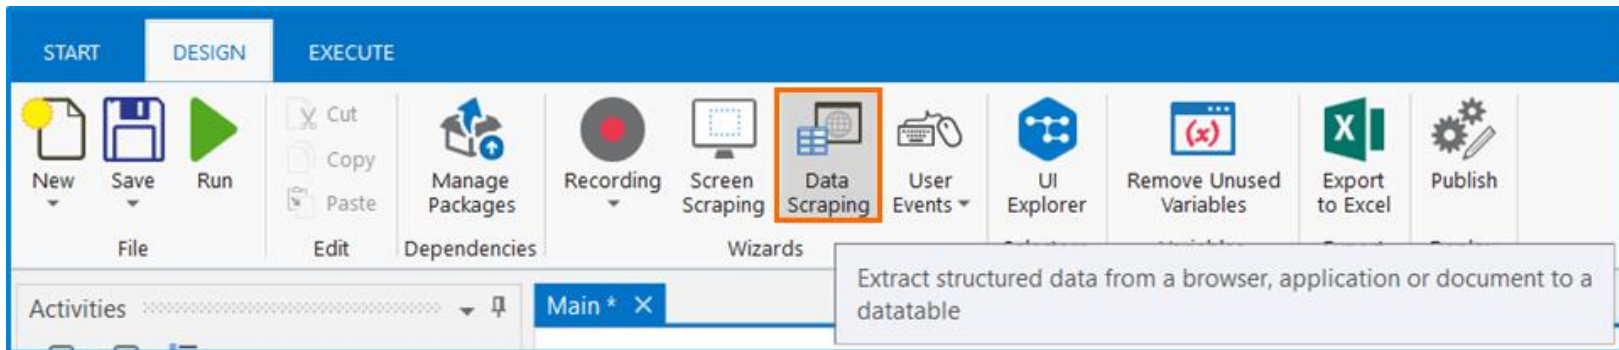 START DESIGN EXECUTE
New Save Run
Cut
Copy
Paste
Manage Packages
Recording
Screen Scraping
Data Scraping
User Events
UI Explorer
Remove Unused Variables
Export to Excel
Publish
File Edit Dependencies Wizards
Extract structured data from a browser, application or document to a
datatable
Activities
Main *